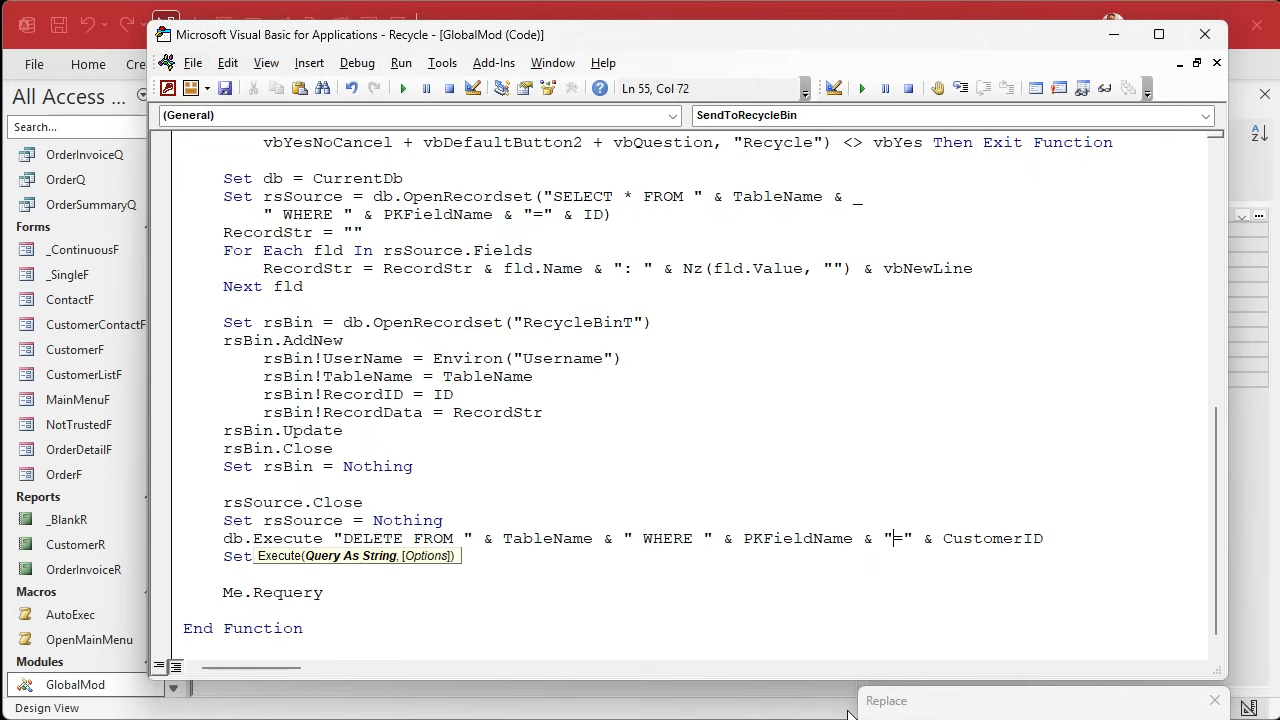 Microsoft Visual Basic for Applications - Recycle - [GlobalMod (Code)]
File Home Cre
File Edit View Insert Debug Run Tools Add-Ins Window Help
Ln 55, Col 72
All Access ...
Search...
(General)
SendToRecycleBin
OrderInvoiceQ
OrderQ
OrderSummaryQ
Forms
_ContinuousF
_SingleF
ContactF
CustomerContactF
CustomerF
CustomerListF
MainMenuF
NotTrustedF
OrderDetailF
OrderF
Reports
_BlankR
CustomerR
OrderInvoiceR
Macros
AutoExec
OpenMainMenu
Modules
GlobalMod
vbYesNoCancel + vbDefaultButton2 + vbQuestion, "Recycle") <> vbYes Then Exit Function
Set db = CurrentDb
Set rsSource = db.OpenRecordset("SELECT * FROM " & TableName & _
" WHERE " & PKFieldName & "=" & ID)
RecordStr = ""
For Each fld In rsSource.Fields
RecordStr = RecordStr & fld.Name & ": " & Nz(fld.Value, "") & vbNewLine
Next fld
Set rsBin = db.OpenRecordset("RecycleBinT")
rsBin.AddNew
rsBin!UserName = Environ("Username")
rsBin!TableName = TableName
rsBin!RecordID = ID
rsBin!RecordData = RecordStr
rsBin.Update
rsBin.Close
Set rsBin = Nothing
rsSource.Close
Set rsSource = Nothing
db.Execute "DELETE FROM " & TableName & " WHERE " & PKFieldName & "=" & CustomerID
Set
Execute(Query As String, [Options])
Me.Requery
End Function
Replace
Design View